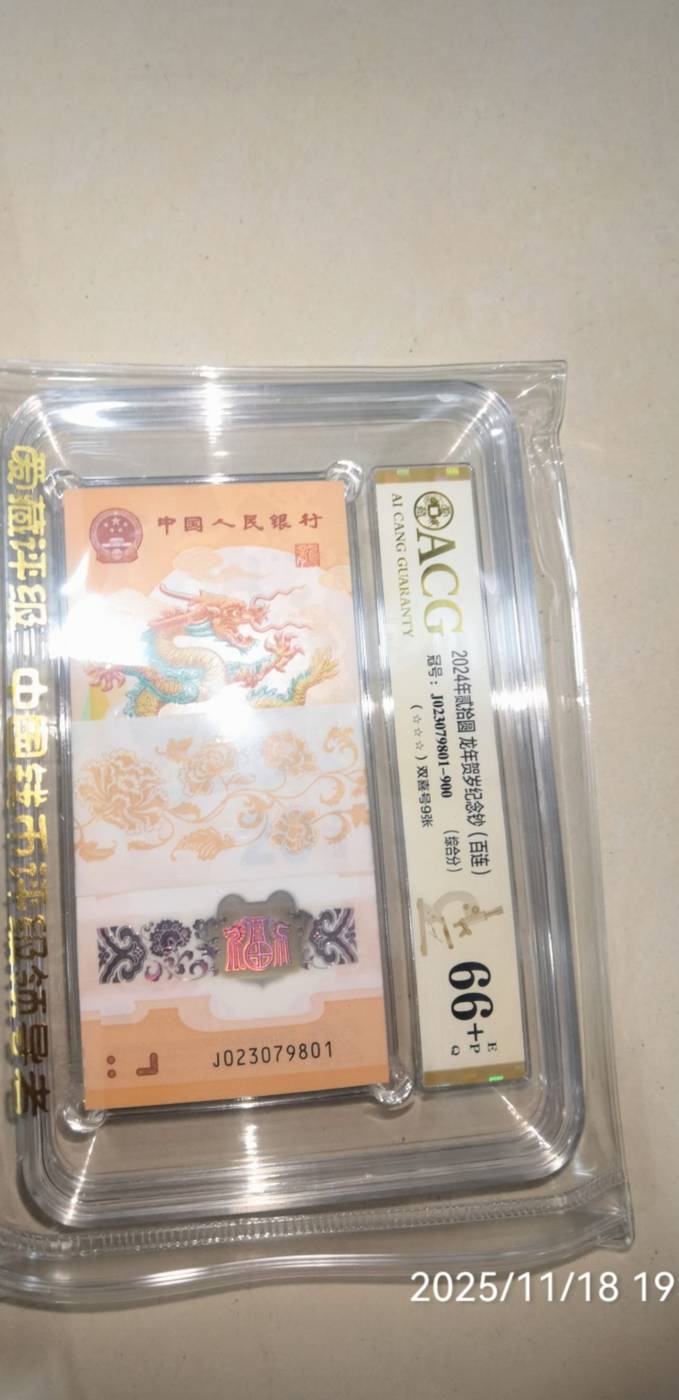 中国人民银行
J023079801
ACG
AI CANG GUARANTY
2024年贰拾圆 龙年贺岁纪念钞（百连）
冠号：J023079801-900 （综合分）
（☆☆☆）双喜号9张
66+
E
P
Q
爱藏评级 中国钱币评级领导者
2025/11/18 19